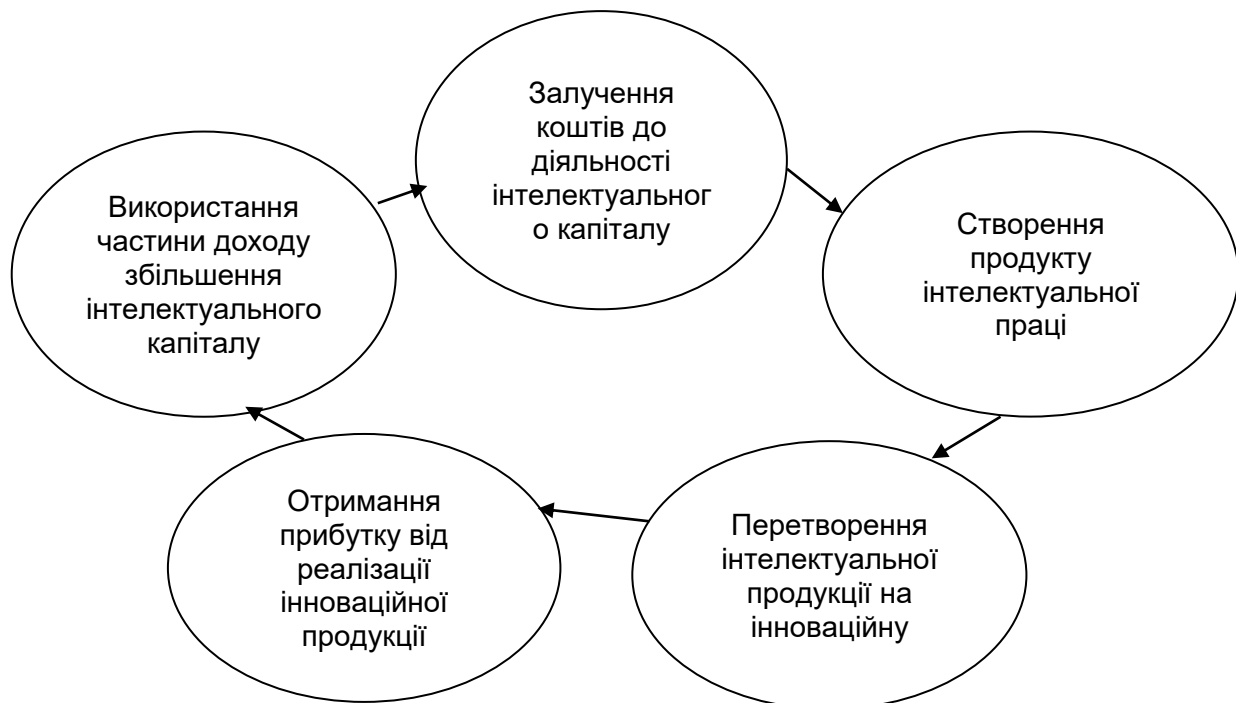 Залучення
коштів до
діяльності
інтелектуальног
о капіталу
Створення
продукту
інтелектуальної
праці
Перетворення
інтелектуальної
продукції на
інноваційну
Отримання
прибутку від
реалізації
інноваційної
продукції
Використання
частини доходу
збільшення
інтелектуального
капіталу